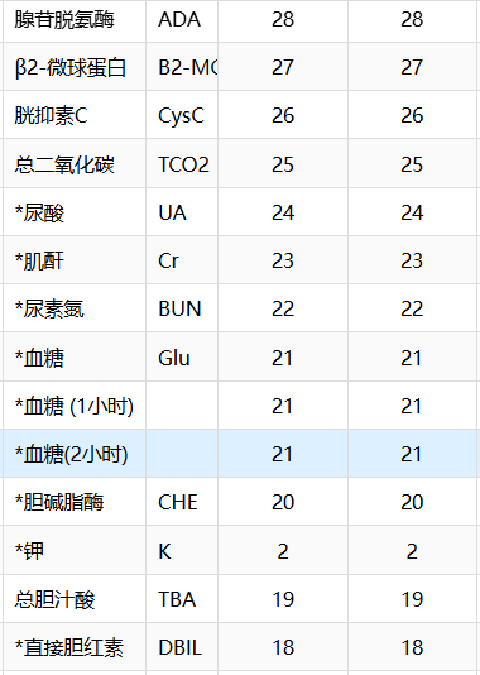 腺苷脱氨酶 ADA 28 28
β2-微球蛋白 B2-MG 27 27
胱抑素C CysC 26 26
总二氧化碳 TCO2 25 25
*尿酸 UA 24 24
*肌酐 Cr 23 23
*尿素氮 BUN 22 22
*血糖 Glu 21 21
*血糖 (1小时) 21 21
*血糖(2小时) 21 21
*胆碱脂酶 CHE 20 20
*钾 K 2 2
总胆汁酸 TBA 19 19
*直接胆红素 DBIL 18 18